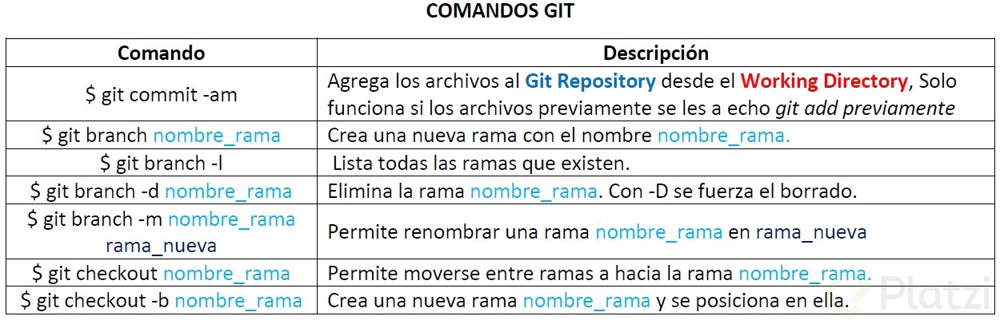 COMANDOS GIT
Comando Descripción
$ git commit -am
Agrega los archivos al Git Repository desde el Working Directory, Solo
funciona si los archivos previamente se les a echo git add previamente
$ git branch nombre_rama
Crea una nueva rama con el nombre nombre_rama.
$ git branch -l
Lista todas las ramas que existen.
$ git branch -d nombre_rama
Elimina la rama nombre_rama. Con -D se fuerza el borrado.
$ git branch -m nombre_rama
rama_nueva
Permite renombrar una rama nombre_rama en rama_nueva
$ git checkout nombre_rama
Permite moverse entre ramas a hacia la rama nombre_rama.
$ git checkout -b nombre_rama
Crea una nueva rama nombre_rama y se posiciona en ella.
Platzi